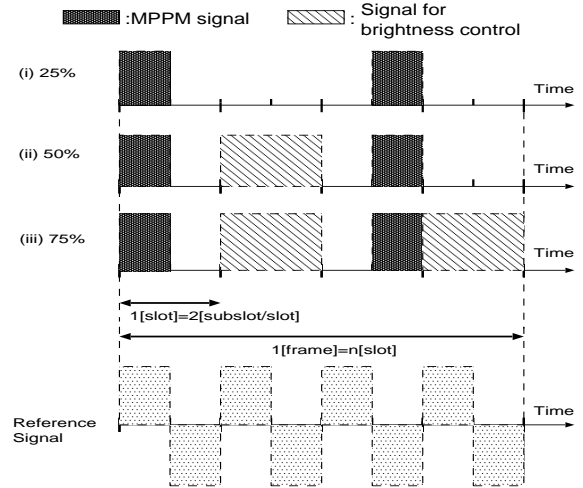 :MPPM signal
: Signal for
brightness control
(i) 25%
Time
(ii) 50%
Time
(iii) 75%
Time
1[slot]=2[subslot/slot]
1[frame]=n[slot]
Time
Reference
Signal